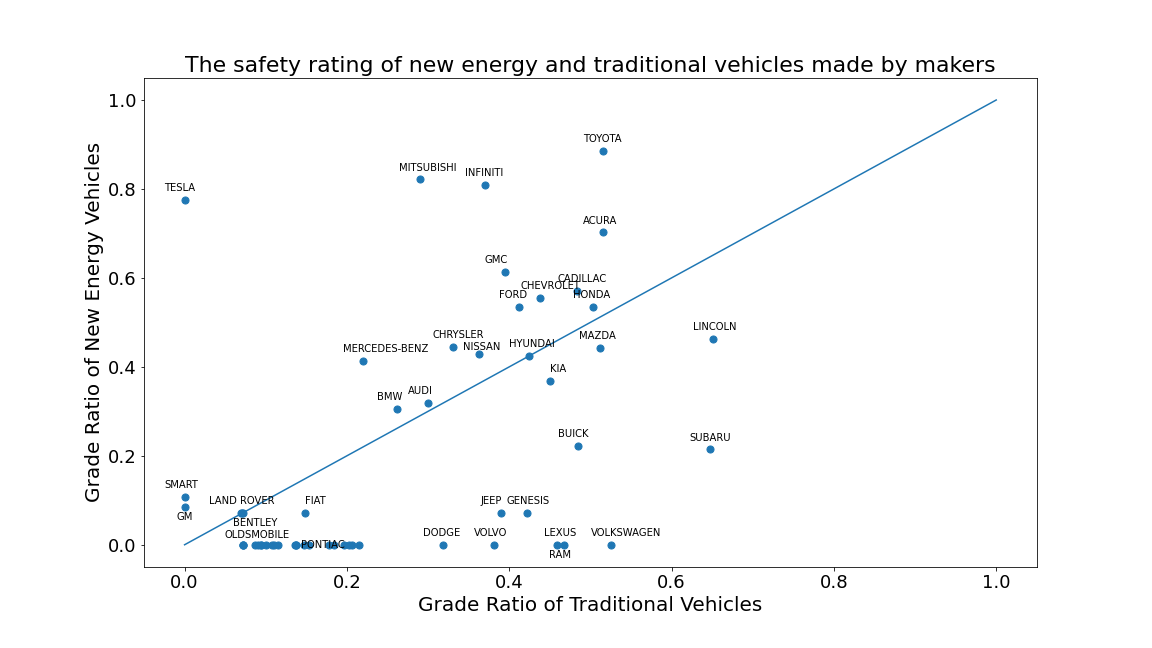 The safety rating of new energy and traditional vehicles made by makers
Grade Ratio of New Energy Vehicles
1.0
0.8
0.6
0.4
0.2
0.0
TOYOTA
MITSUBISHI
INFINITI
TESLA
ACURA
GMC
CADILLAC
CHEVROLET
FORD
HONDA
LINCOLN
CHRYSLER
MAZDA
NISSAN
HYUNDAI
MERCEDES-BENZ
KIA
AUDI
BMW
BUICK
SUBARU
SMART
LAND ROVER
FIAT
JEEP
GENESIS
GM
BENTLEY
OLDSMOBILE
DODGE
VOLVO
LEXUS
VOLKSWAGEN
PONTIAC
RAM
0.0
0.2
0.4
0.6
0.8
1.0
Grade Ratio of Traditional Vehicles